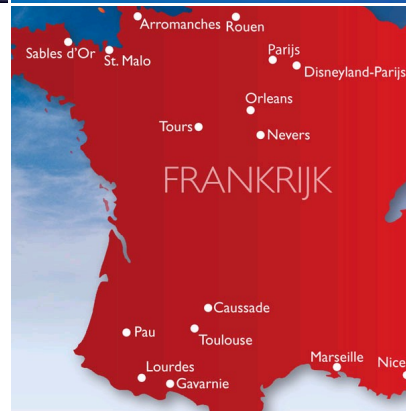 Arromanches
Rouen
Sables d'Or
St. Malo
Parijs
Disneyland-Parijs
Orleans
Tours
Nevers
FRANKRIJK
Caussade
Pau
Toulouse
Marseille
Nice
Lourdes
Gavarnie